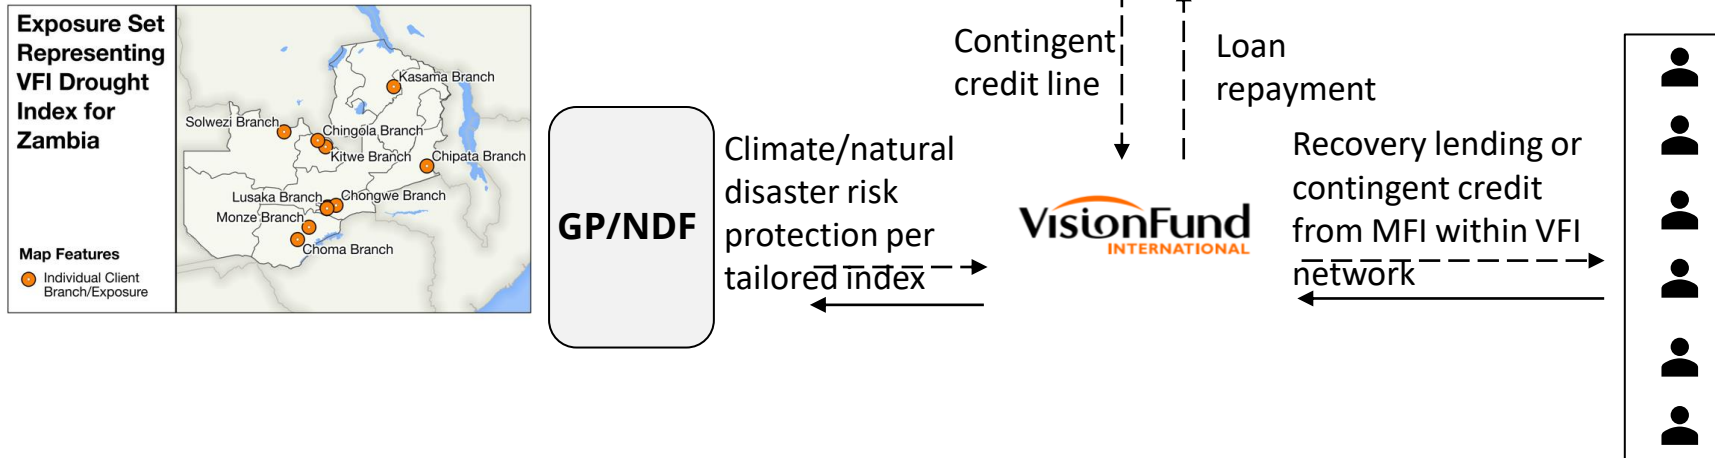 Exposure Set
Representing
VFI Drought
Index for
Zambia
Map Features
Individual Client
Branch/Exposure
Kasama Branch
Solwezi Branch
Chingola Branch
Kitwe Branch
Chipata Branch
Lusaka Branch
Chongwe Branch
Monze Branch
Choma Branch
GP/NDF
Climate/natural
disaster risk
protection per
tailored index
Contingent
credit line
Loan
repayment
VisionFund
INTERNATIONAL
Recovery lending or
contingent credit
from MFI within VFI
network